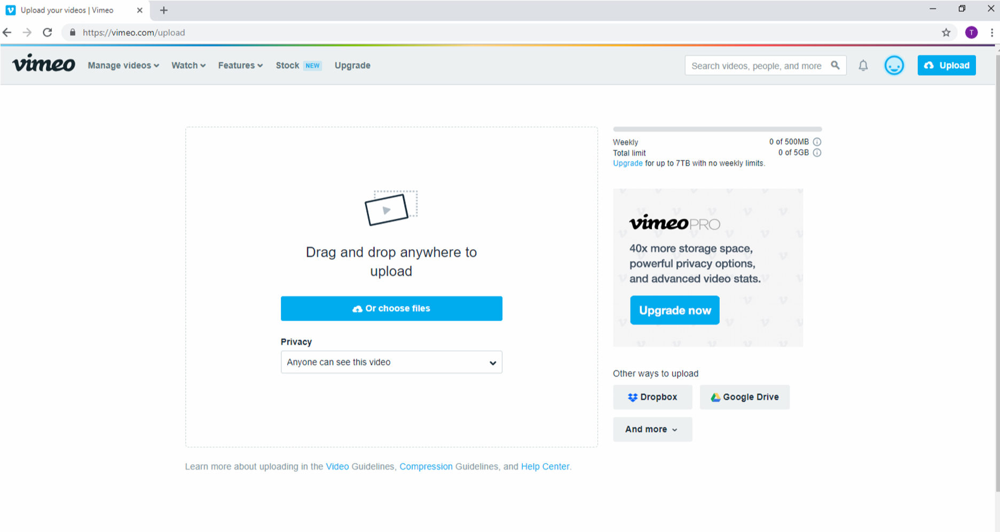 Upload your videos | Vimeo
https://vimeo.com/upload
T
vimeo Manage videos Watch Features Stock NEW Upgrade Search videos, people, and more Upload
Weekly 0 of 500MB
Total limit 0 of 5GB
Upgrade for up to 7TB with no weekly limits.
Drag and drop anywhere to
upload
Or choose files
Privacy
Anyone can see this video
vimeo PRO
40x more storage space,
powerful privacy options,
and advanced video stats.
Upgrade now
Other ways to upload
Dropbox Google Drive
And more
Learn more about uploading in the Video Guidelines, Compression Guidelines, and Help Center.